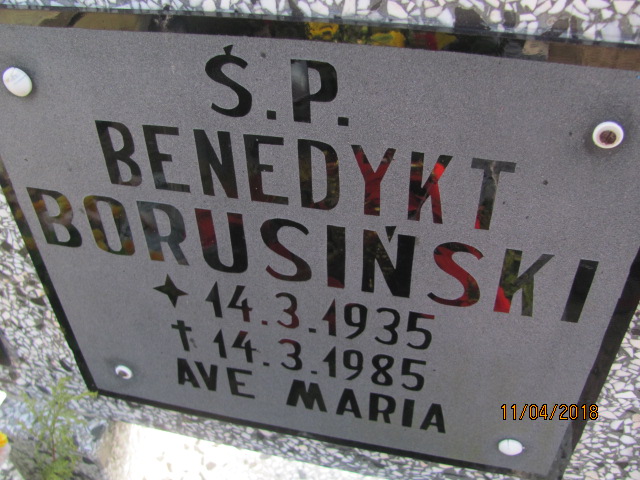 Ś.P.
BENEDYKT
BORUSIŃSKI
✦ 14.3.1935
† 14.3.1985
AVE MARIA
11/04/2018